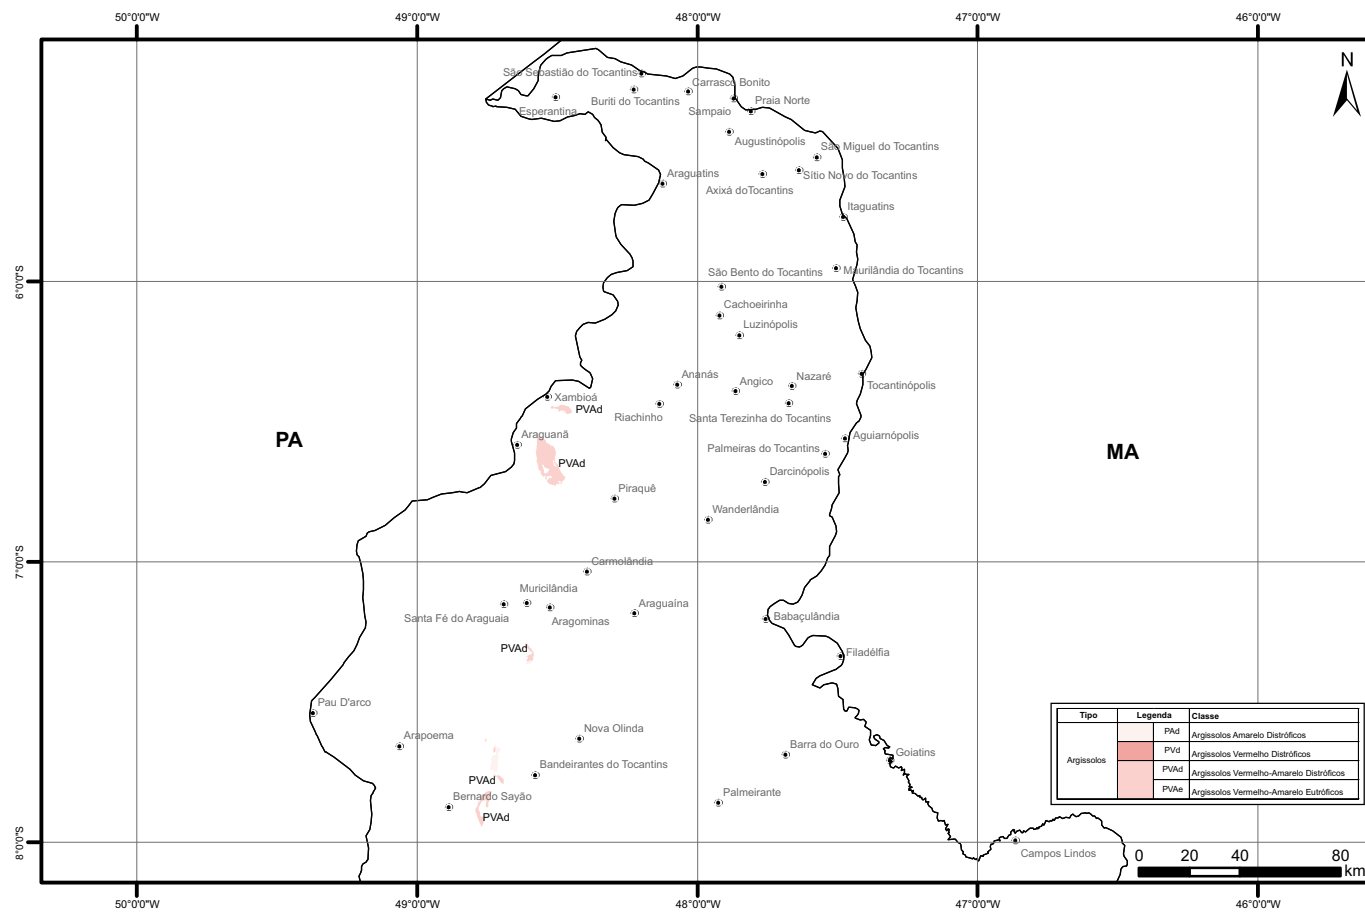 50°0'0"W
49°0'0"W
48°0'0"W
47°0'0"W
46°0'0"W
N
São Sebastião do Tocantins
Carrasco Bonito
Esperantina
Buriti do Tocantins
Sampaio
Praia Norte
Augustinópolis
São Miguel do Tocantins
Araguatins
Sítio Novo do Tocantins
Axixá doTocantins
Itaguatins
São Bento do Tocantins
Maurilândia do Tocantins
6°0'0"S
Cachoeirinha
Luzinópolis
Ananás
Angico
Nazaré
Tocantinópolis
Xambioá
PVAd
Riachinho
Santa Terezinha do Tocantins
Araguanã
Aguiarnópolis
PA
MA
Palmeiras do Tocantins
PVAd
Darcinópolis
Piraquê
Wanderlândia
7°0'0"S
Carmolândia
Muricilândia
Santa Fé do Araguaia
Aragominas
Araguaína
Babaçulândia
PVAd
Filadélfia
Pau D'arco
Arapoema
Nova Olinda
Barra do Ouro
Goiatins
Bandeirantes do Tocantins
PVAd
Bernardo Sayão
Palmeirante
PVAd
8°0'0"S
Campos Lindos
Tipo Legenda Classe
PAd Argissolos Amarelo Distróficos
Argissolos
PVd Argissolos Vermelho Distróficos
PVAd Argissolos Vermelho-Amarelo Distróficos
PVAe Argissolos Vermelho-Amarelo Eutróficos
0 20 40 80
km
50°0'0"W
49°0'0"W
48°0'0"W
47°0'0"W
46°0'0"W